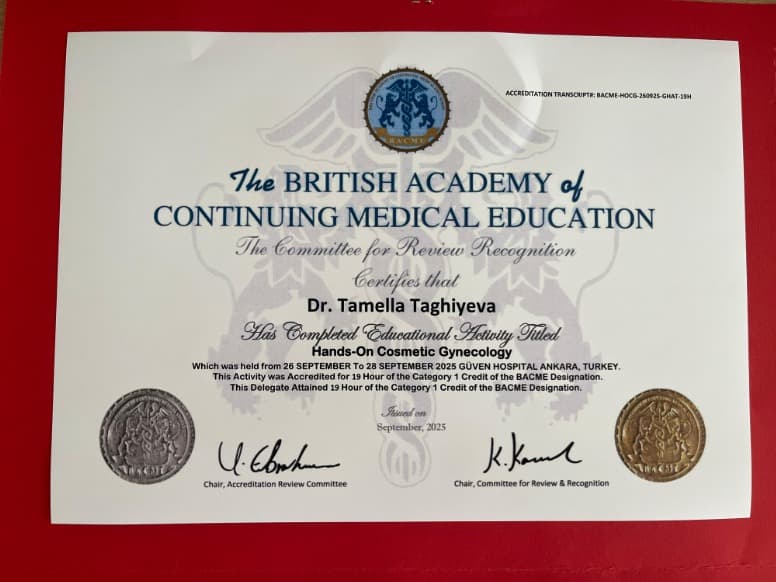 ACCREDITATION TRANSCRIPT#: BACME-HOCG-260925-GHAT-19H
BACME
The BRITISH ACADEMY of
CONTINUING MEDICAL EDUCATION
The Committee for Review Recognition
Certifies that
Dr. Tamella Taghiyeva
Has Completed Educational Activity Titled
Hands-On Cosmetic Gynecology
Which was held from 26 SEPTEMBER To 28 SEPTEMBER 2025 GÜVEN HOSPITAL ANKARA, TURKEY.
This Activity was Accredited for 19 Hour of the Category 1 Credit of the BACME Designation.
This Delegate Attained 19 Hour of the Category 1 Credit of the BACME Designation.
Issued on
September, 2025
Chair, Accreditation Review Committee
Chair, Committee for Review & Recognition